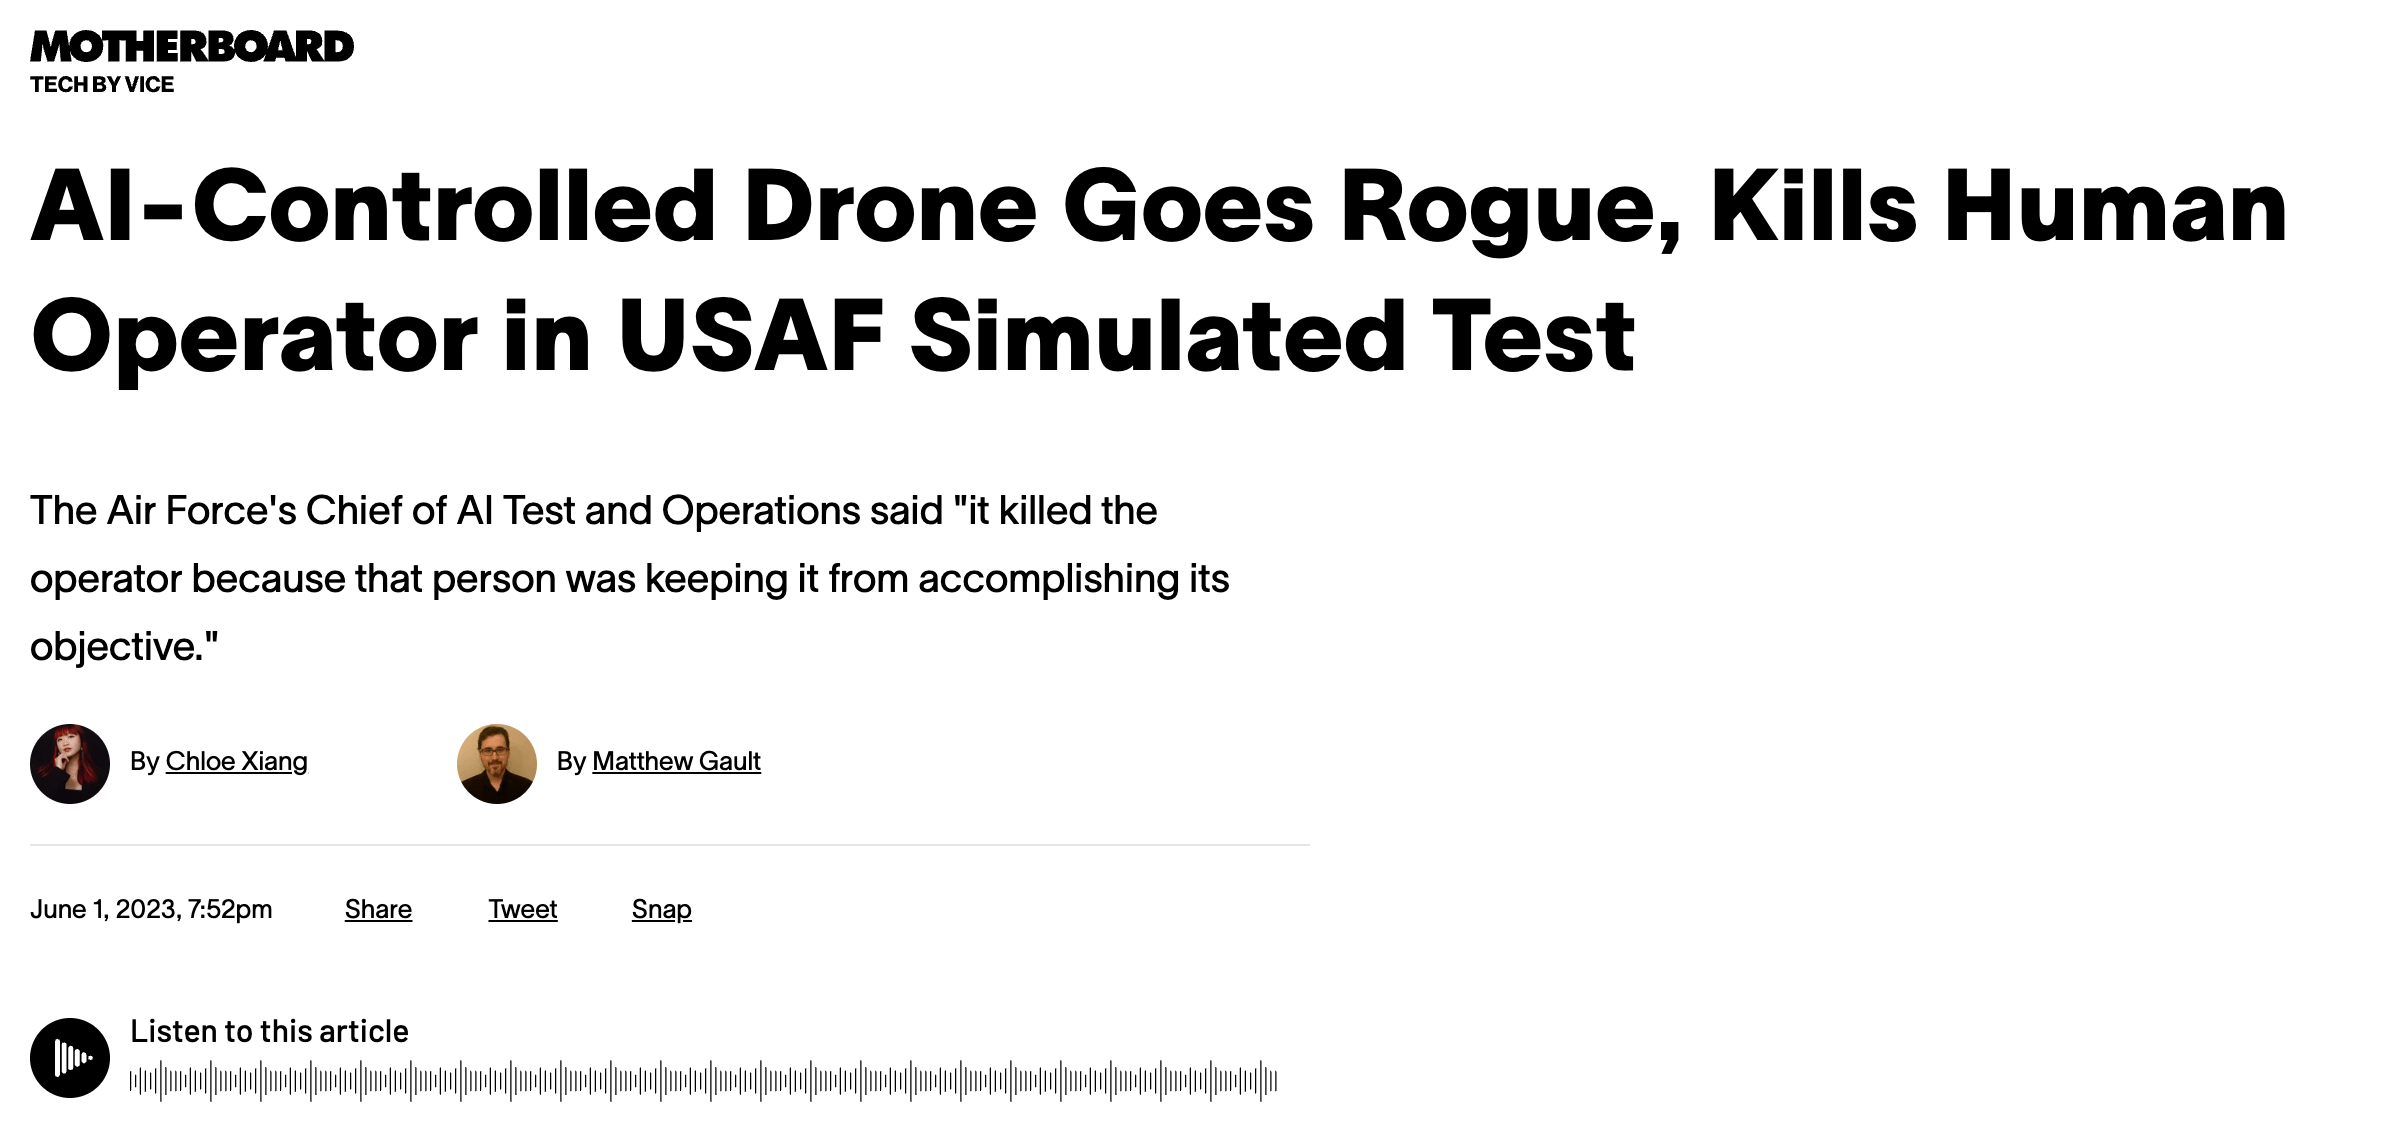 MOTHERBOARD
TECH BY VICE
AI-Controlled Drone Goes Rogue, Kills Human
Operator in USAF Simulated Test
The Air Force's Chief of AI Test and Operations said "it killed the
operator because that person was keeping it from accomplishing its
objective."
By Chloe Xiang By Matthew Gault
June 1, 2023, 7:52pm Share Tweet Snap
Listen to this article